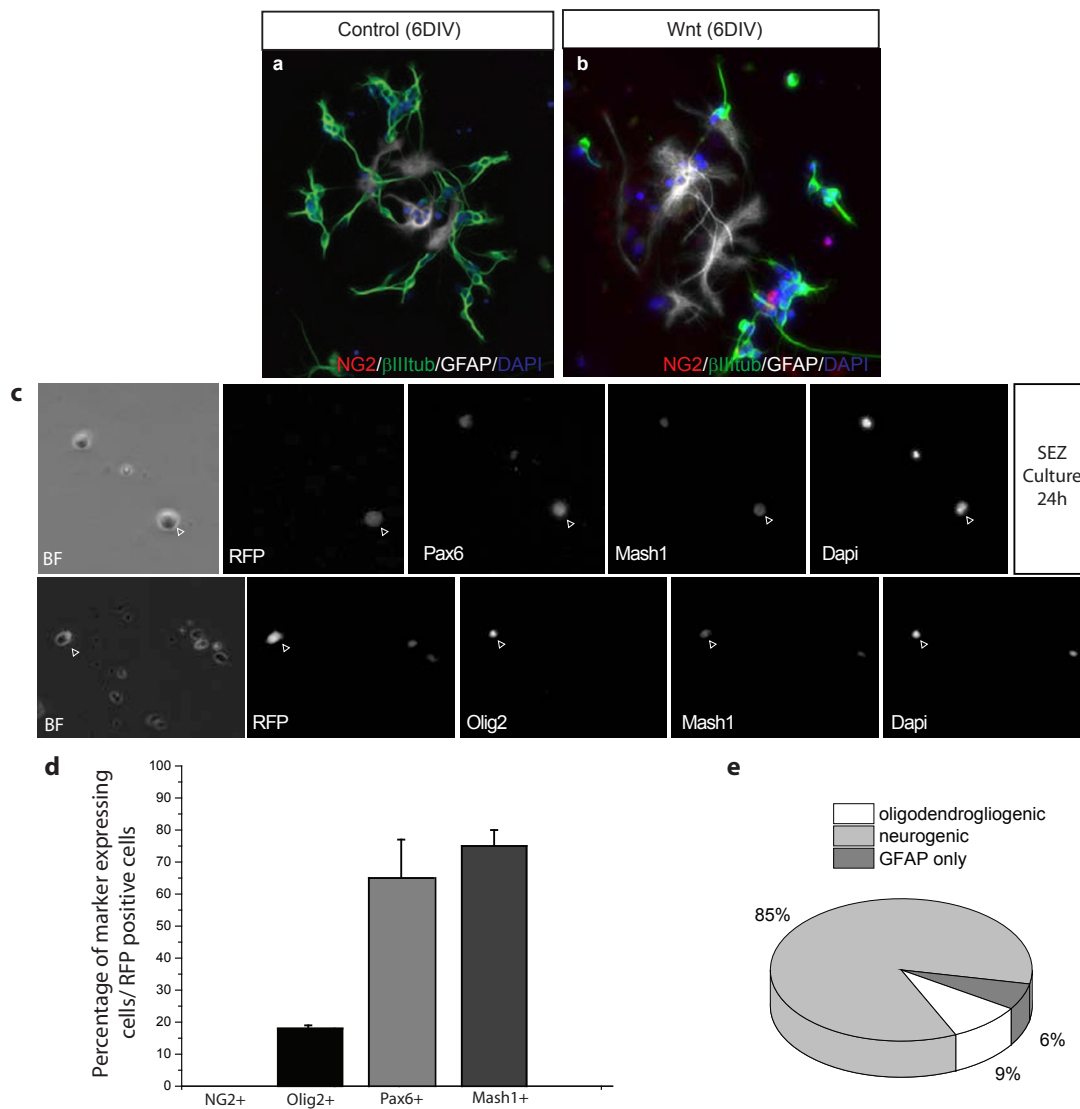 Control (6DIV)
Wnt (6DIV)
a
b
NG2/βIIItub/GFAP/DAPI
NG2/βIIItub/GFAP/DAPI
c
BF
RFP
Pax6
Mash1
Dapi
SEZ
Culture
24h
BF
RFP
Olig2
Mash1
Dapi
d
Percentage of marker expressing
cells/ RFP positive cells
100
90
80
70
60
50
40
30
20
10
0
NG2+
Olig2+
Pax6+
Mash1+
e
oligodendrogliogenic
neurogenic
GFAP only
85%
6%
9%